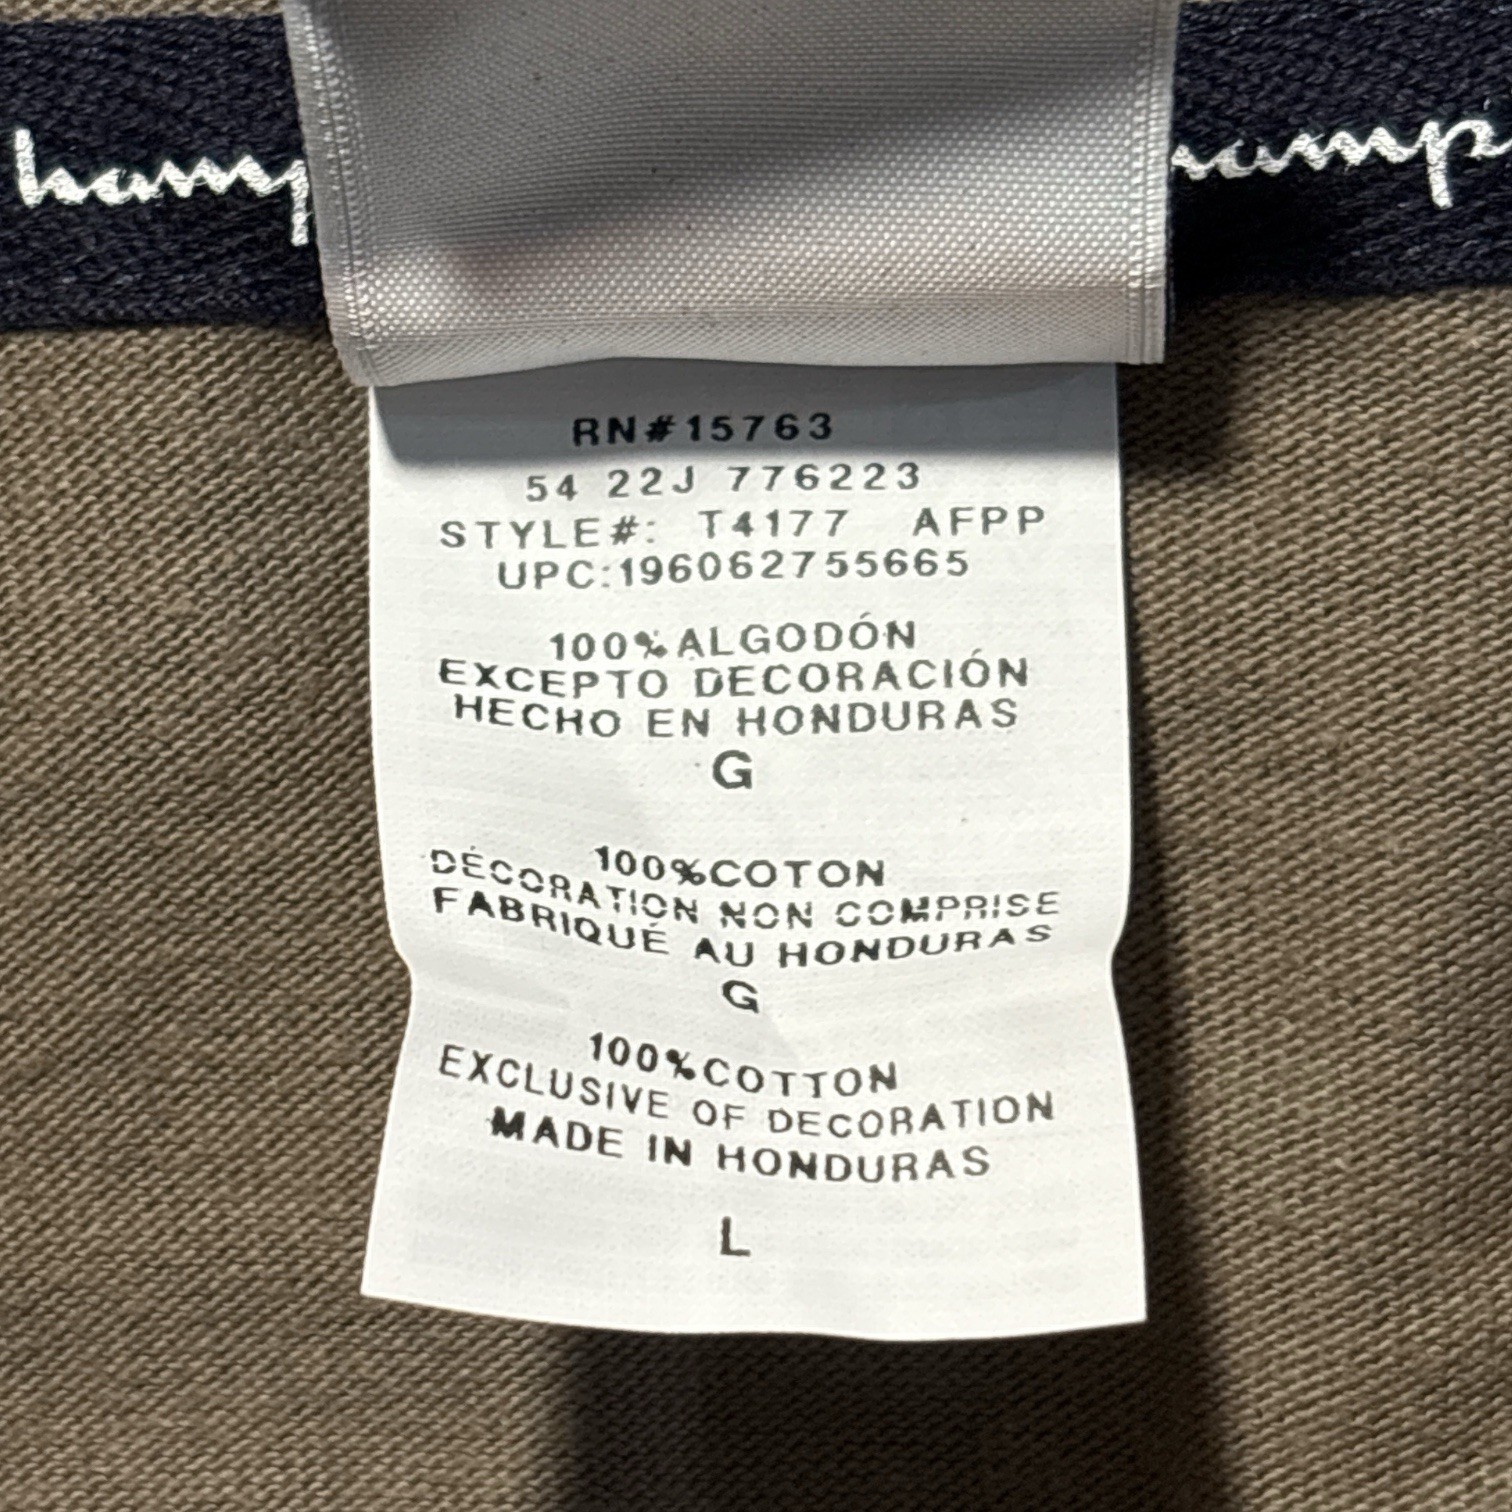 hamp
hamp
RN#15763
54 22J 776223
STYLE#: T4177 AFPP
UPC:196062755665
100%ALGODÓN
EXCEPTO DECORACIÓN
HECHO EN HONDURAS
G
100%COTON
DÉCORATION NON COMPRISE
FABRIQUÉ AU HONDURAS
G
100%COTTON
EXCLUSIVE OF DECORATION
MADE IN HONDURAS
L